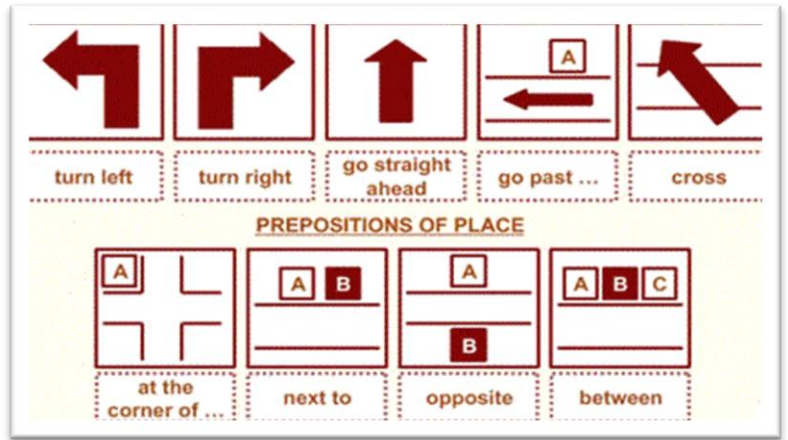 A
turn left
turn right
go straight
ahead
go past ...
cross
PREPOSITIONS OF PLACE
A
A B
A
B
A B C
at the
corner of ...
next to
opposite
between